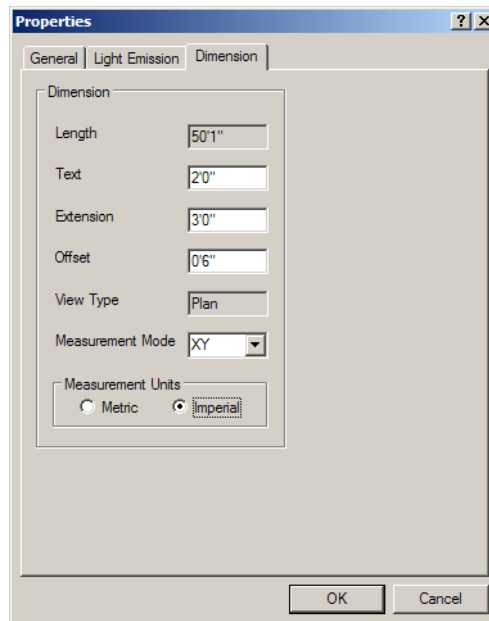 Properties
General Light Emission Dimension
Dimension
Length 50'1"
Text 2'0"
Extension 3'0"
Offset 0'6"
View Type Plan
Measurement Mode XY
Measurement Units
Metric Imperial
OK Cancel